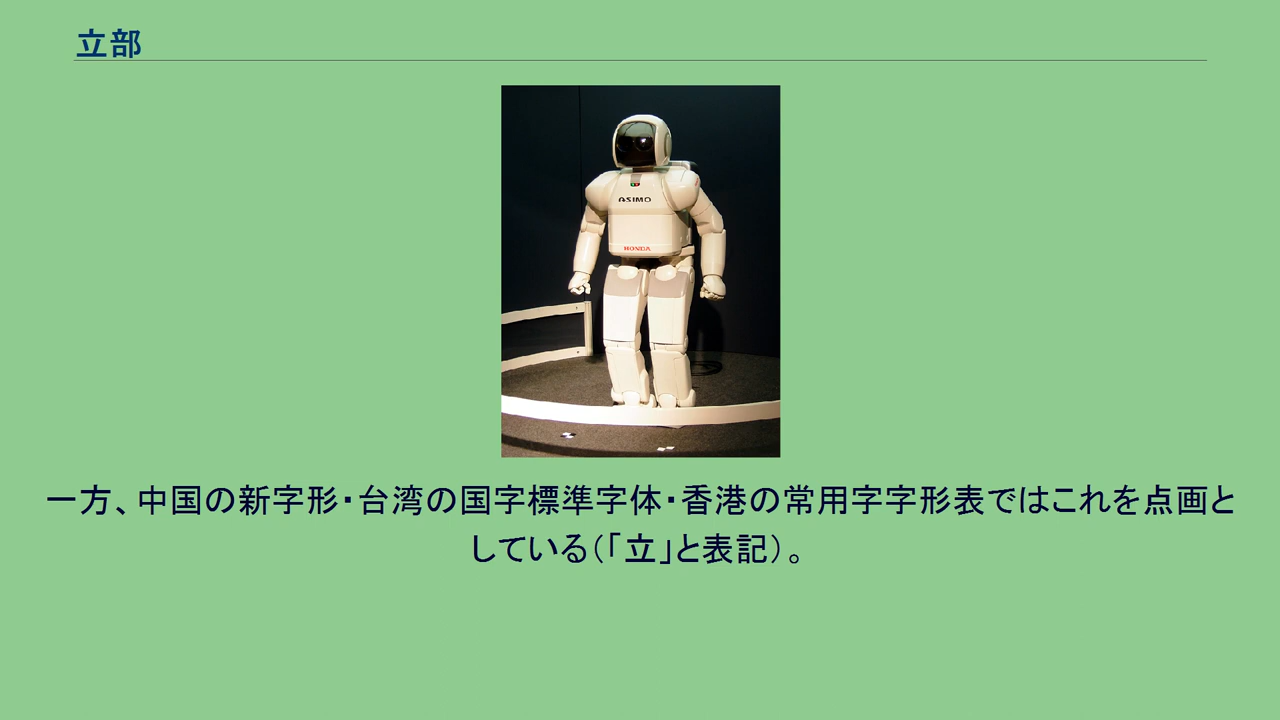 立部
ASIMO
HONDA
一方、中国の新字形・台湾の国字標準字体・香港の常用字字形表ではこれを点画と
している（「立」と表記）。